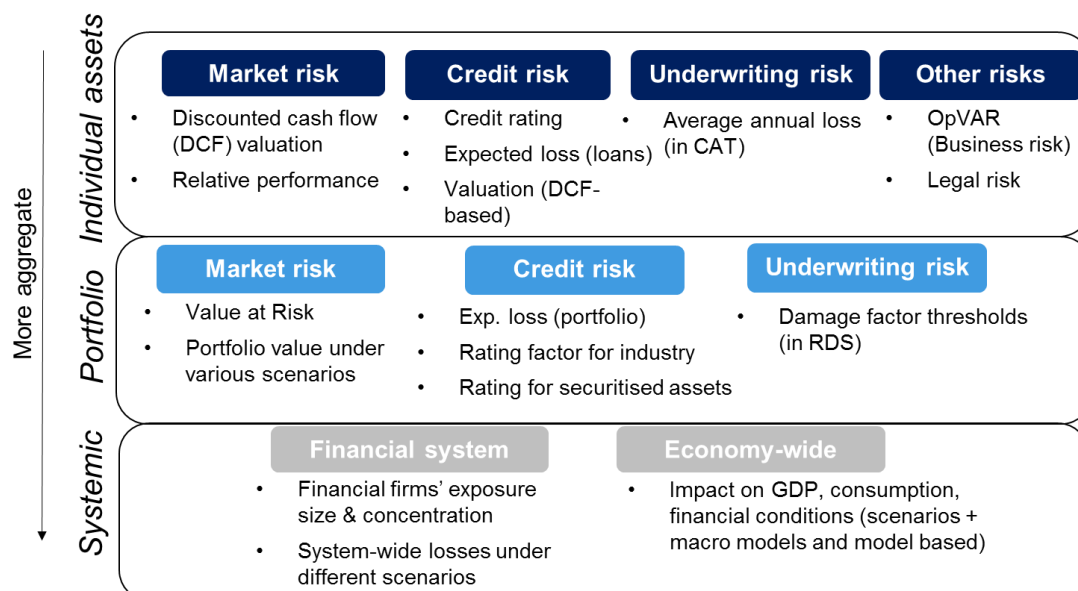 More aggregate
Individual assets
Market risk
• Discounted cash flow
(DCF) valuation
• Relative performance
Credit risk
• Credit rating
• Expected loss (loans)
• Valuation (DCF-
based)
Underwriting risk
• Average annual loss
(in CAT)
Other risks
• OpVAR
(Business risk)
• Legal risk
Portfolio
Market risk
• Value at Risk
• Portfolio value under
various scenarios
Credit risk
• Exp. loss (portfolio)
• Rating factor for industry
• Rating for securitised assets
Underwriting risk
• Damage factor thresholds
(in RDS)
Systemic
Financial system
• Financial firms’ exposure
size & concentration
• System-wide losses under
different scenarios
Economy-wide
• Impact on GDP, consumption,
financial conditions (scenarios +
macro models and model based)